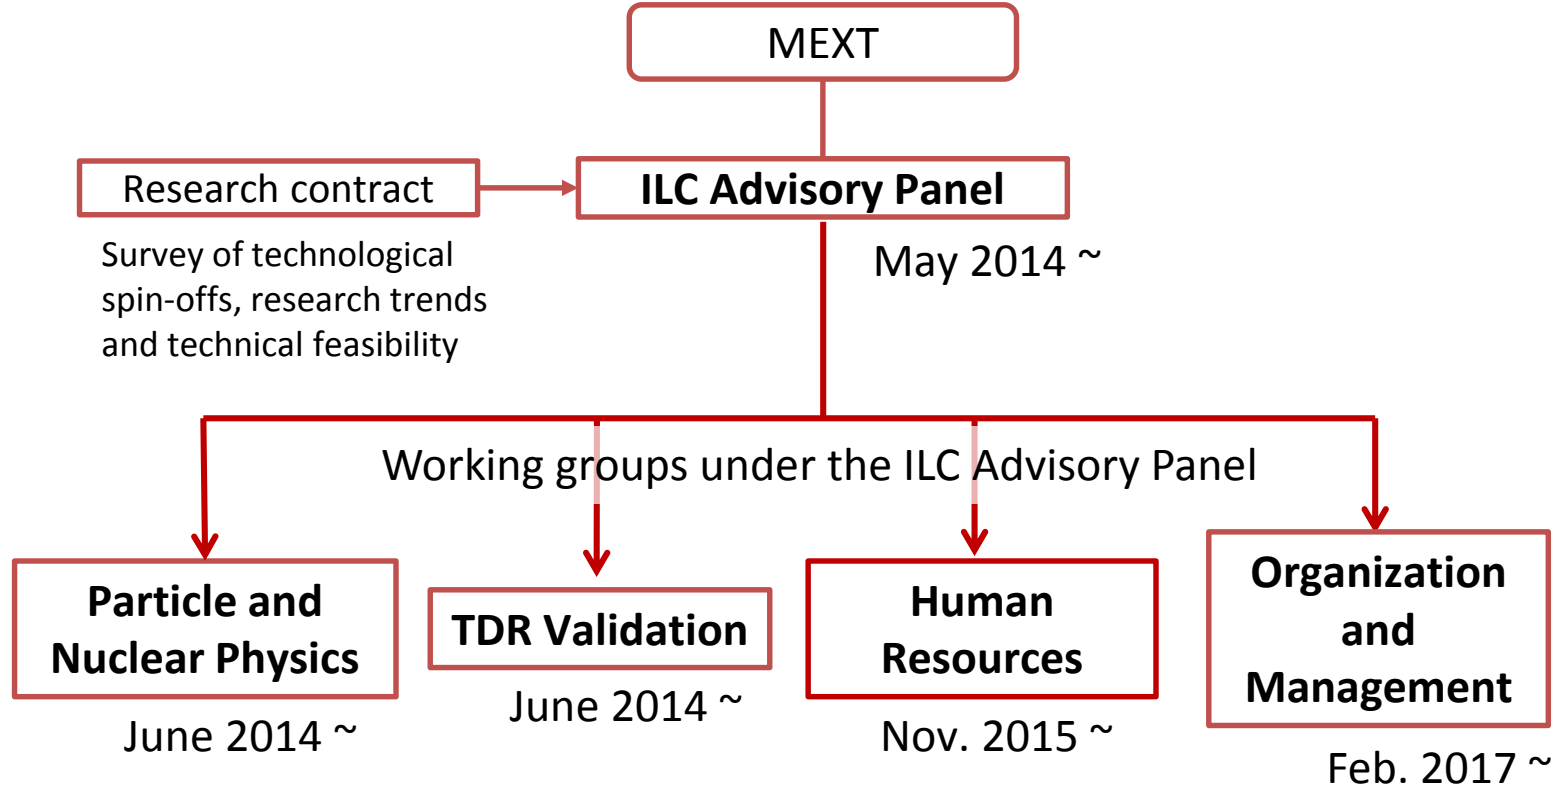 MEXT
Research contract
ILC Advisory Panel
Survey of technological
spin-offs, research trends
and technical feasibility
May 2014 ~
Working groups under the ILC Advisory Panel
Particle and
Nuclear Physics
June 2014 ~
TDR Validation
June 2014 ~
Human
Resources
Nov. 2015 ~
Organization
and
Management
Feb. 2017 ~